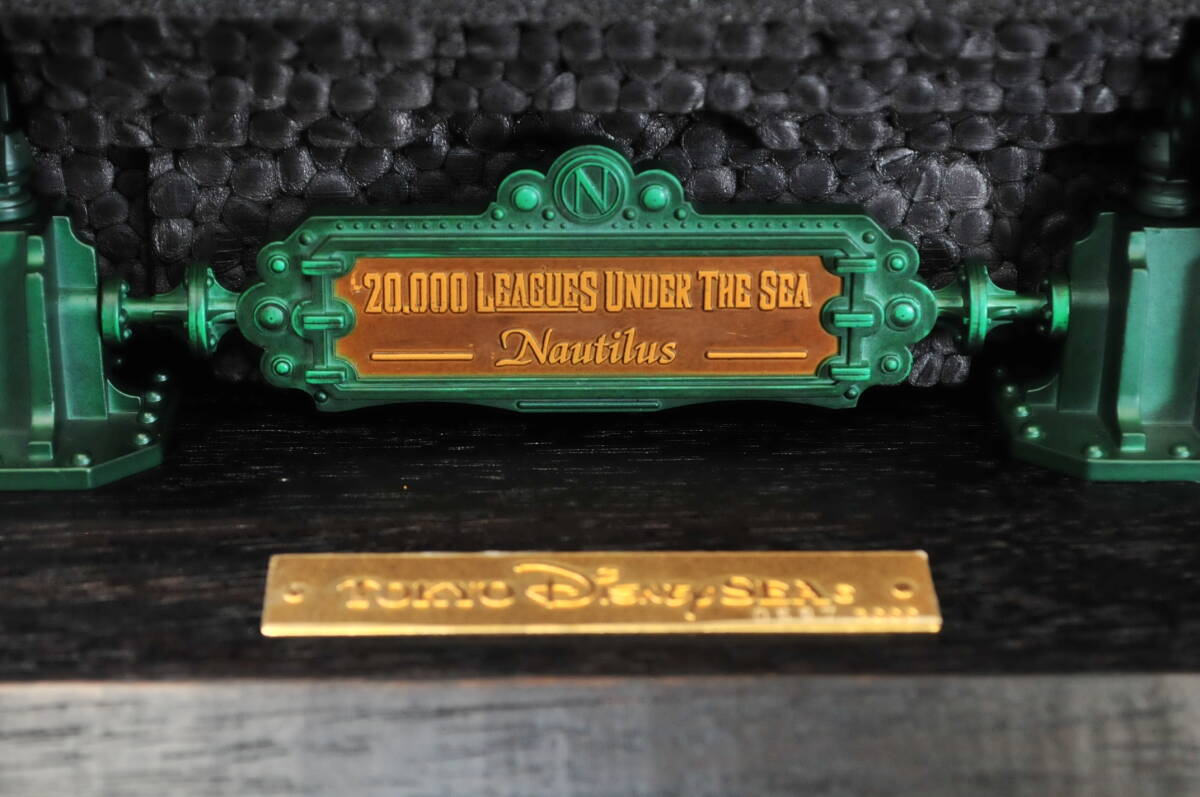 N
20,000 LEAGUES UNDER THE SEA
Nautilus
TOKYO DISNEYSEA